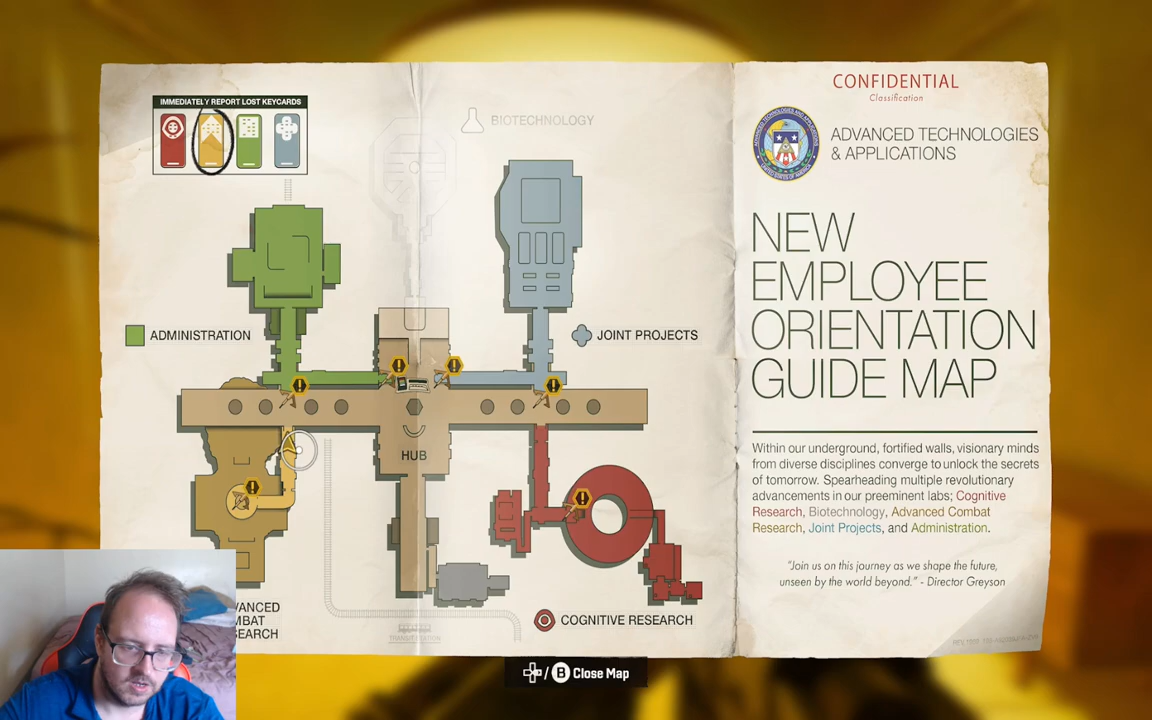 IMMEDIATELY REPORT LOST KEYCARDS
BIOTECHNOLOGY
ADMINISTRATION
JOINT PROJECTS
HUB
COGNITIVE RESEARCH
CONFIDENTIAL
Classification
ADVANCED TECHNOLOGIES
& APPLICATIONS
NEW
EMPLOYEE
ORIENTATION
GUIDE MAP
Within our underground, fortified walls, visionary minds
from diverse disciplines converge to unlock the secrets
of tomorrow. Spearheading multiple revolutionary
advancements in our preeminent labs; Cognitive
Research, Biotechnology, Advanced Combat
Research, Joint Projects, and Administration.
"Join us on this journey as we shape the future,
unseen by the world beyond." - Director Greyson
/ B Close Map